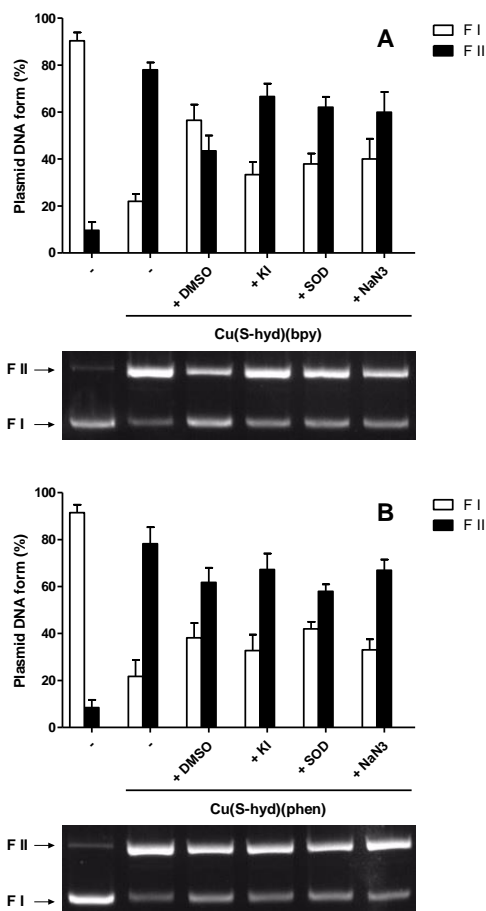 A
F I
F II
Plasmid DNA form (%)
100
80
60
40
20
0
-
-
+ DMSO
+ KI
+ SOD
+ NaN3
Cu(S-hyd)(bpy)
F II →
F I →
B
F I
F II
Plasmid DNA form (%)
100
80
60
40
20
0
-
-
+ DMSO
+ KI
+ SOD
+ NaN3
Cu(S-hyd)(phen)
F II →
F I →